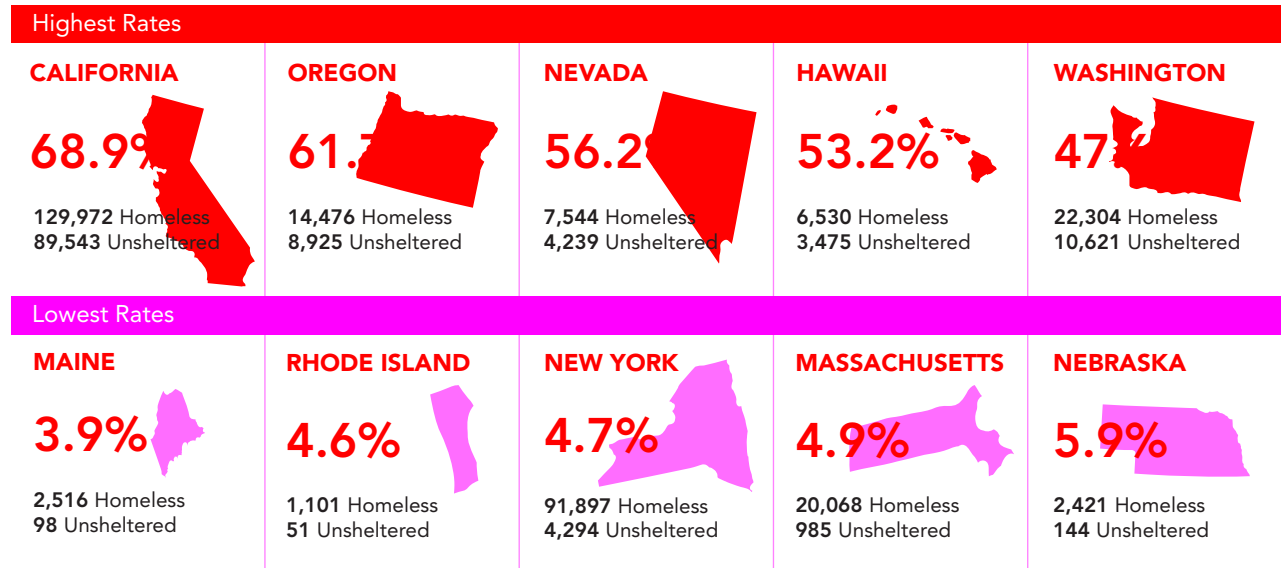 Highest Rates
CALIFORNIA
68.9%
129,972 Homeless
89,543 Unsheltered
OREGON
61.
14,476 Homeless
8,925 Unsheltered
NEVADA
56.2
7,544 Homeless
4,239 Unsheltered
HAWAII
53.2%
6,530 Homeless
3,475 Unsheltered
WASHINGTON
47
22,304 Homeless
10,621 Unsheltered
Lowest Rates
MAINE
3.9%
2,516 Homeless
98 Unsheltered
RHODE ISLAND
4.6%
1,101 Homeless
51 Unsheltered
NEW YORK
4.7%
91,897 Homeless
4,294 Unsheltered
MASSACHUSETTS
4.9%
20,068 Homeless
985 Unsheltered
NEBRASKA
5.9%
2,421 Homeless
144 Unsheltered